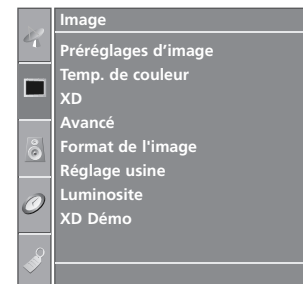 Image
Préréglages d’image
Temp. de couleur
XD
Avancé
Format de l'image
Réglage usine
Luminosite
XD Démo